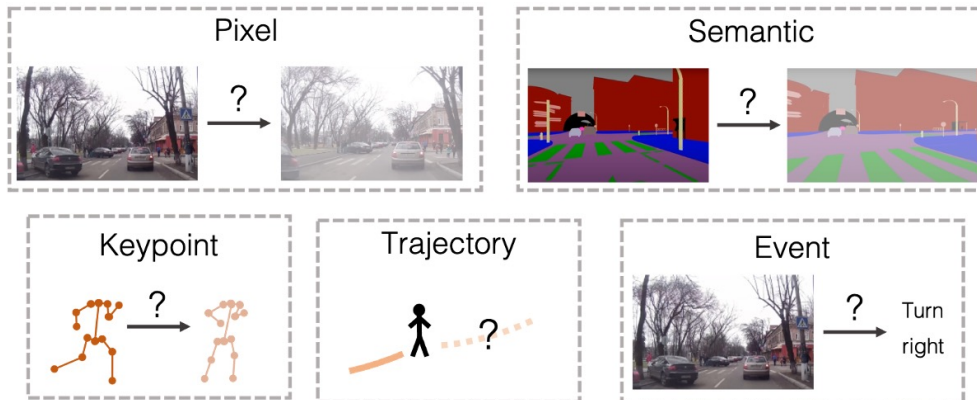 Pixel
?
Semantic
?
Keypoint
?
Trajectory
?
Event
?
Turn
right